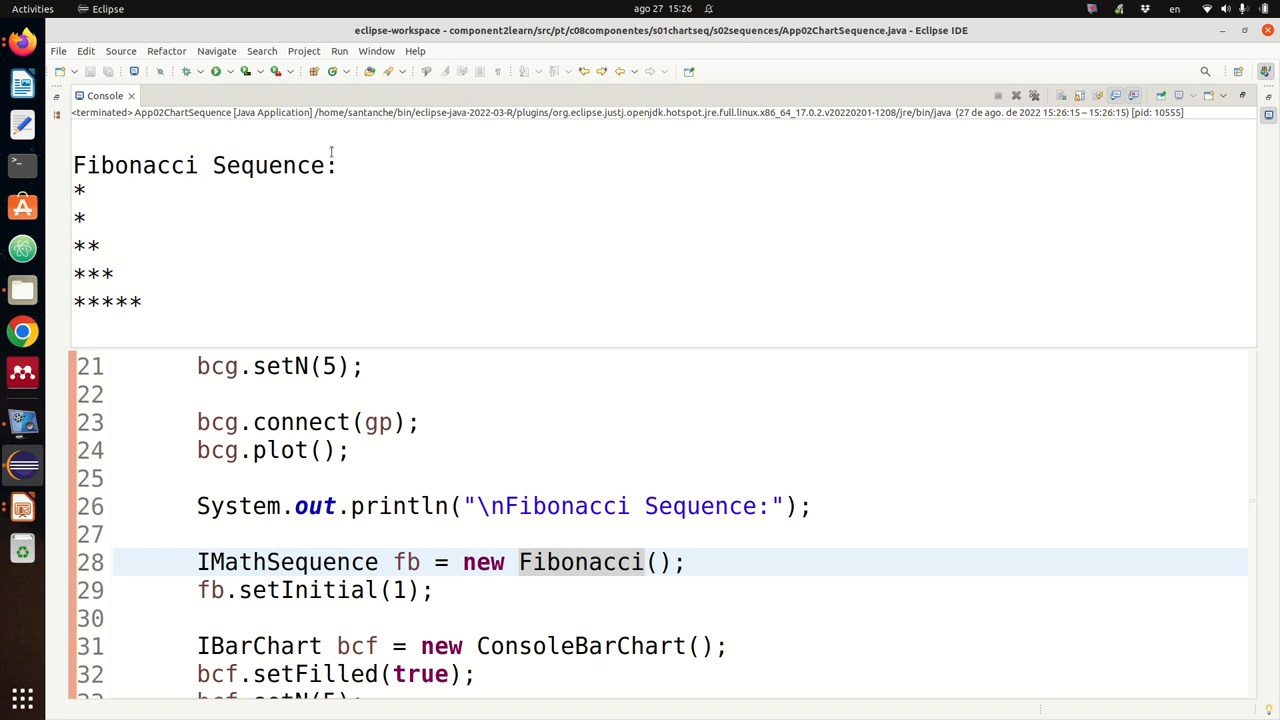 Activities
Eclipse
ago 27 15:26
en
eclipse-workspace - component2learn/src/pt/c08componentes/s01chartseq/s02sequences/App02ChartSequence.java - Eclipse IDE
File Edit Source Refactor Navigate Search Project Run Window Help
Console
<terminated> App02ChartSequence [Java Application] /home/santanche/bin/eclipse-java-2022-03-R/plugins/org.eclipse.justj.openjdk.hotspot.jre.full.linux.x86_64_17.0.2.v20220201-1208/jre/bin/java (27 de ago. de 2022 15:26:15 – 15:26:15) [pid: 10555]
Fibonacci Sequence:
*
*
**
***
*****
21 bcg.setN(5);
22
23 bcg.connect(gp);
24 bcg.plot();
25
26 System.out.println("\nFibonacci Sequence:");
27
28 IMathSequence fb = new Fibonacci();
29 fb.setInitial(1);
30
31 IBarChart bcf = new ConsoleBarChart();
32 bcf.setFilled(true);
33 bcf.setN(5);